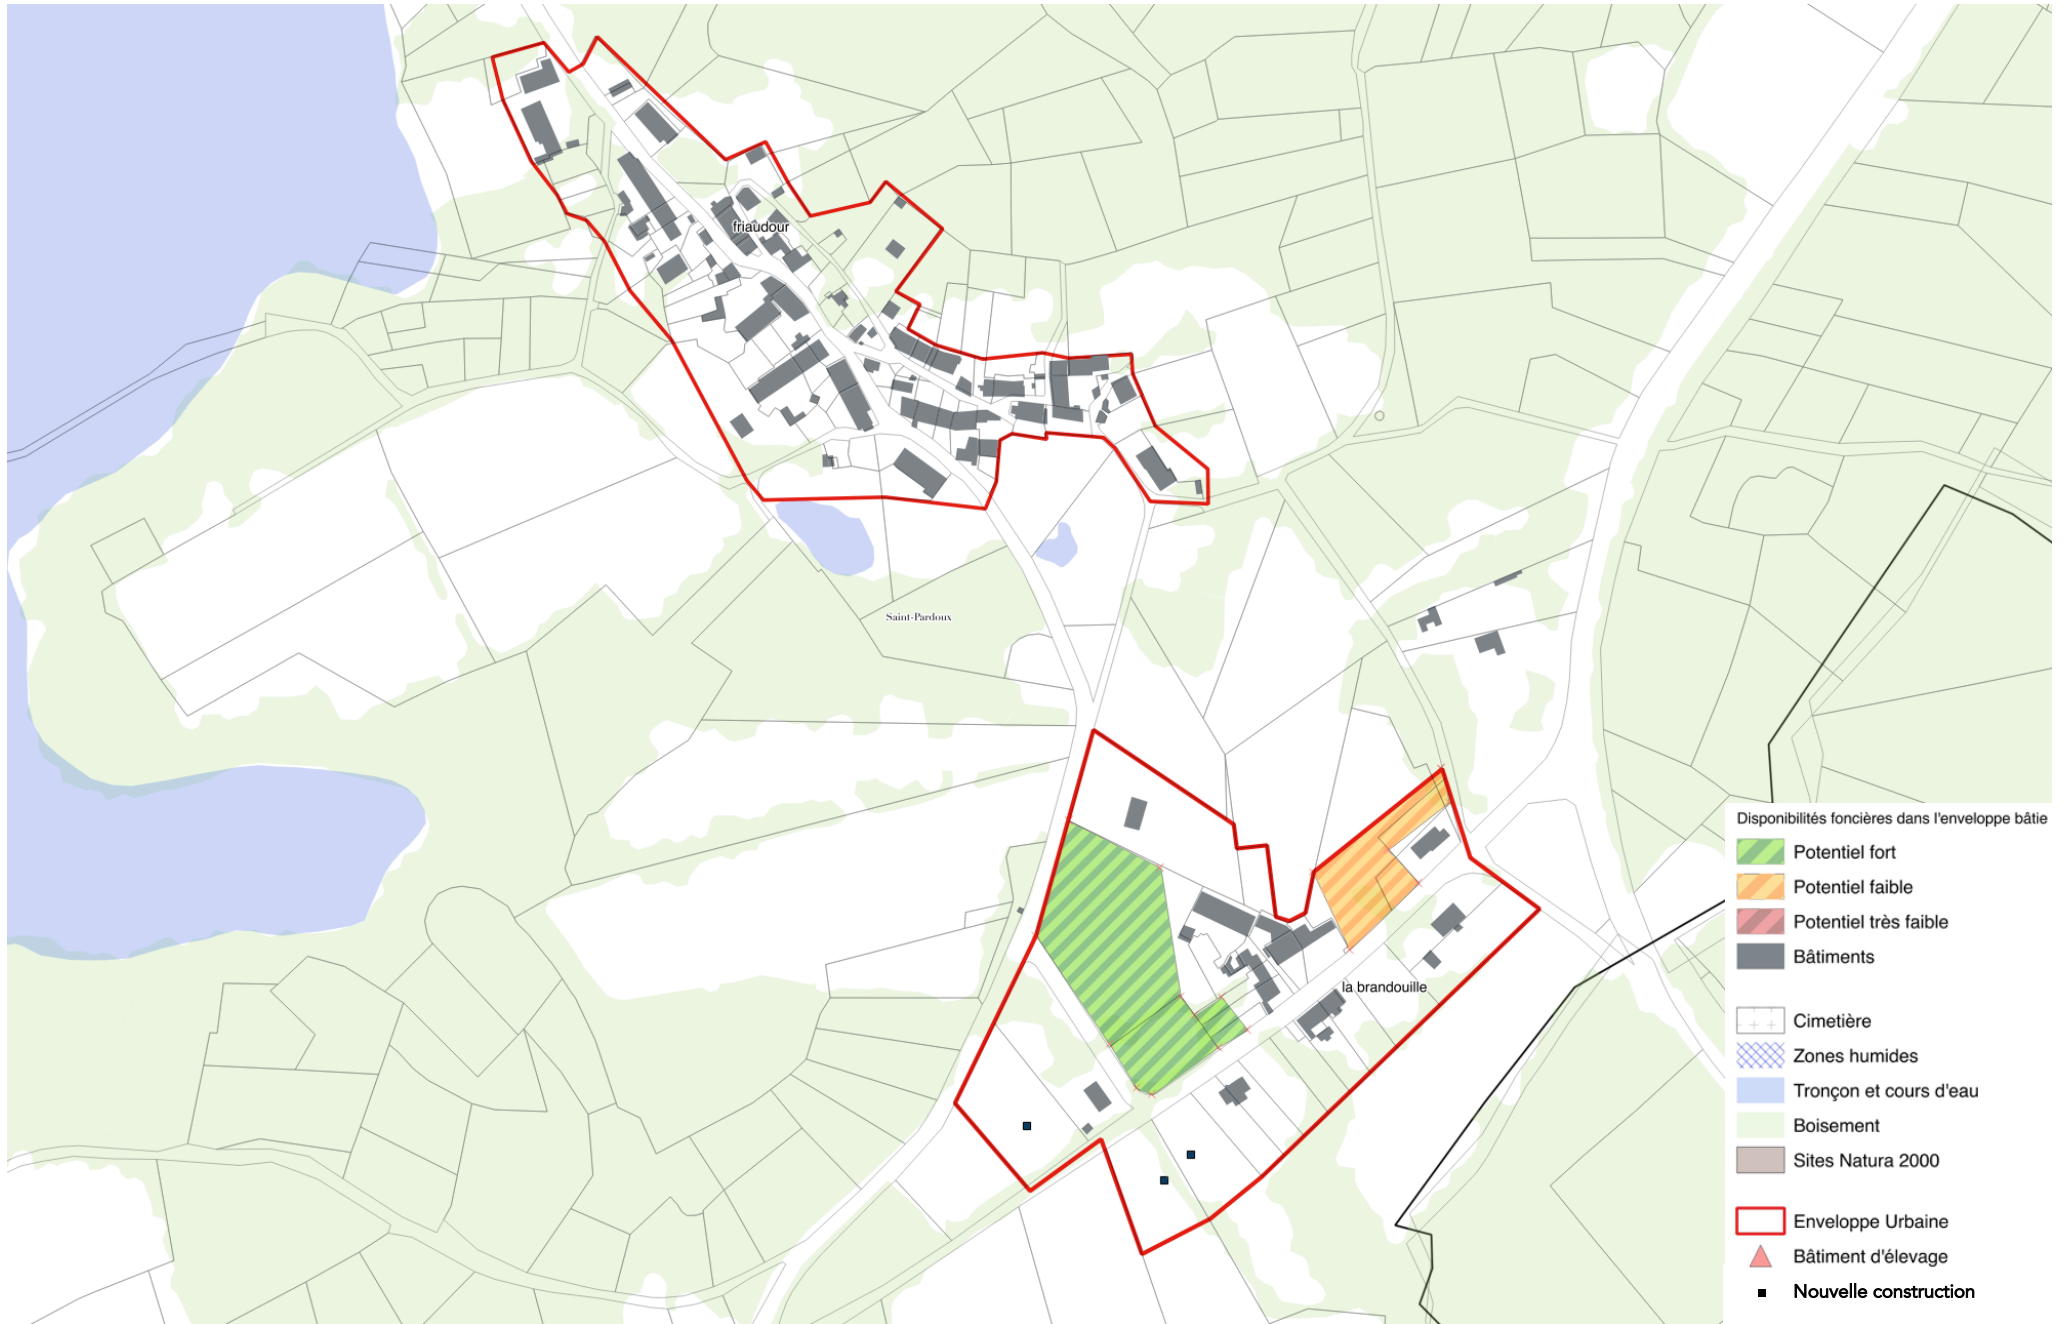 friaudour
Saint-Pardoux
la brandouille
Disponibilités foncières dans l'enveloppe bâtie
Potentiel fort
Potentiel faible
Potentiel très faible
Bâtiments
Cimetière
Zones humides
Tronçon et cours d'eau
Boisement
Sites Natura 2000
Enveloppe Urbaine
Bâtiment d'élevage
Nouvelle construction